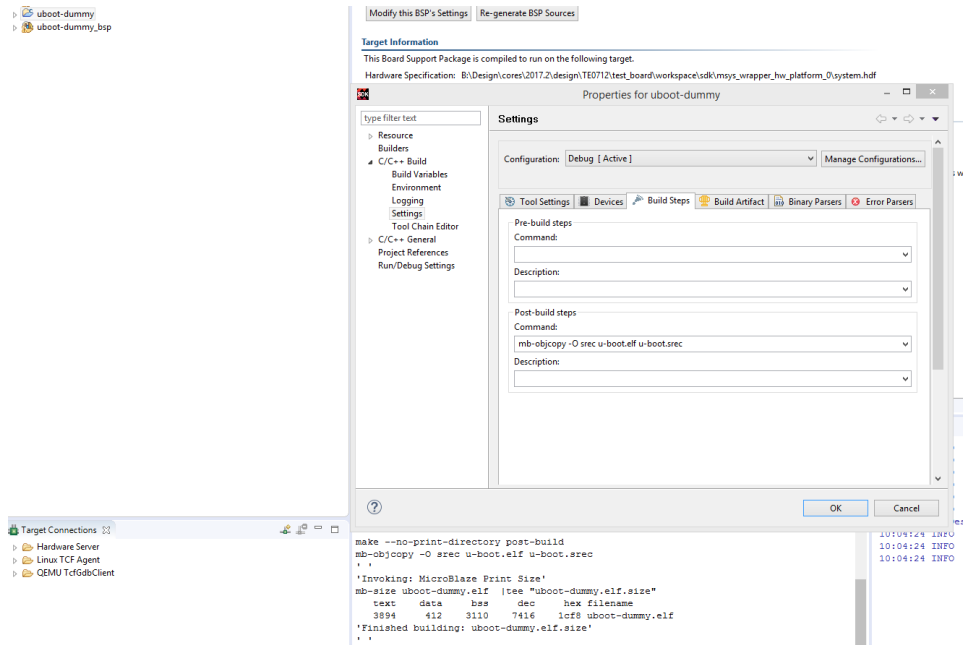 uboot-dummy
uboot-dummy_bsp
Modify this BSP's Settings Re-generate BSP Sources
Target Information
This Board Support Package is compiled to run on the following target.
Hardware Specification: B:\Design\cores\2017.2\design\TE0712\test_board\workspace\sdk\msys_wrapper_hw_platform_0\system.hdf
SDK Properties for uboot-dummy
type filter text
Resource
Builders
C/C++ Build
Build Variables
Environment
Logging
Settings
Tool Chain Editor
C/C++ General
Project References
Run/Debug Settings
Settings
Configuration: Debug [ Active ] Manage Configurations...
Tool Settings Devices Build Steps Build Artifact Binary Parsers Error Parsers
Pre-build steps
Command:
Description:
Post-build steps
Command:
mb-objcopy -O srec u-boot.elf u-boot.srec
Description:
OK Cancel
Target Connections
Hardware Server
Linux TCF Agent
QEMU TcfGdbClient
make --no-print-directory post-build
mb-objcopy -O srec u-boot.elf u-boot.srec
' '
'Invoking: MicroBlaze Print Size'
mb-size uboot-dummy.elf |tee "uboot-dummy.elf.size"
text data bss dec hex filename
3894 412 3110 7416 1cf8 uboot-dummy.elf
'Finished building: uboot-dummy.elf.size'
' '
10:04:24 INFO
10:04:24 INFO
10:04:24 INFO